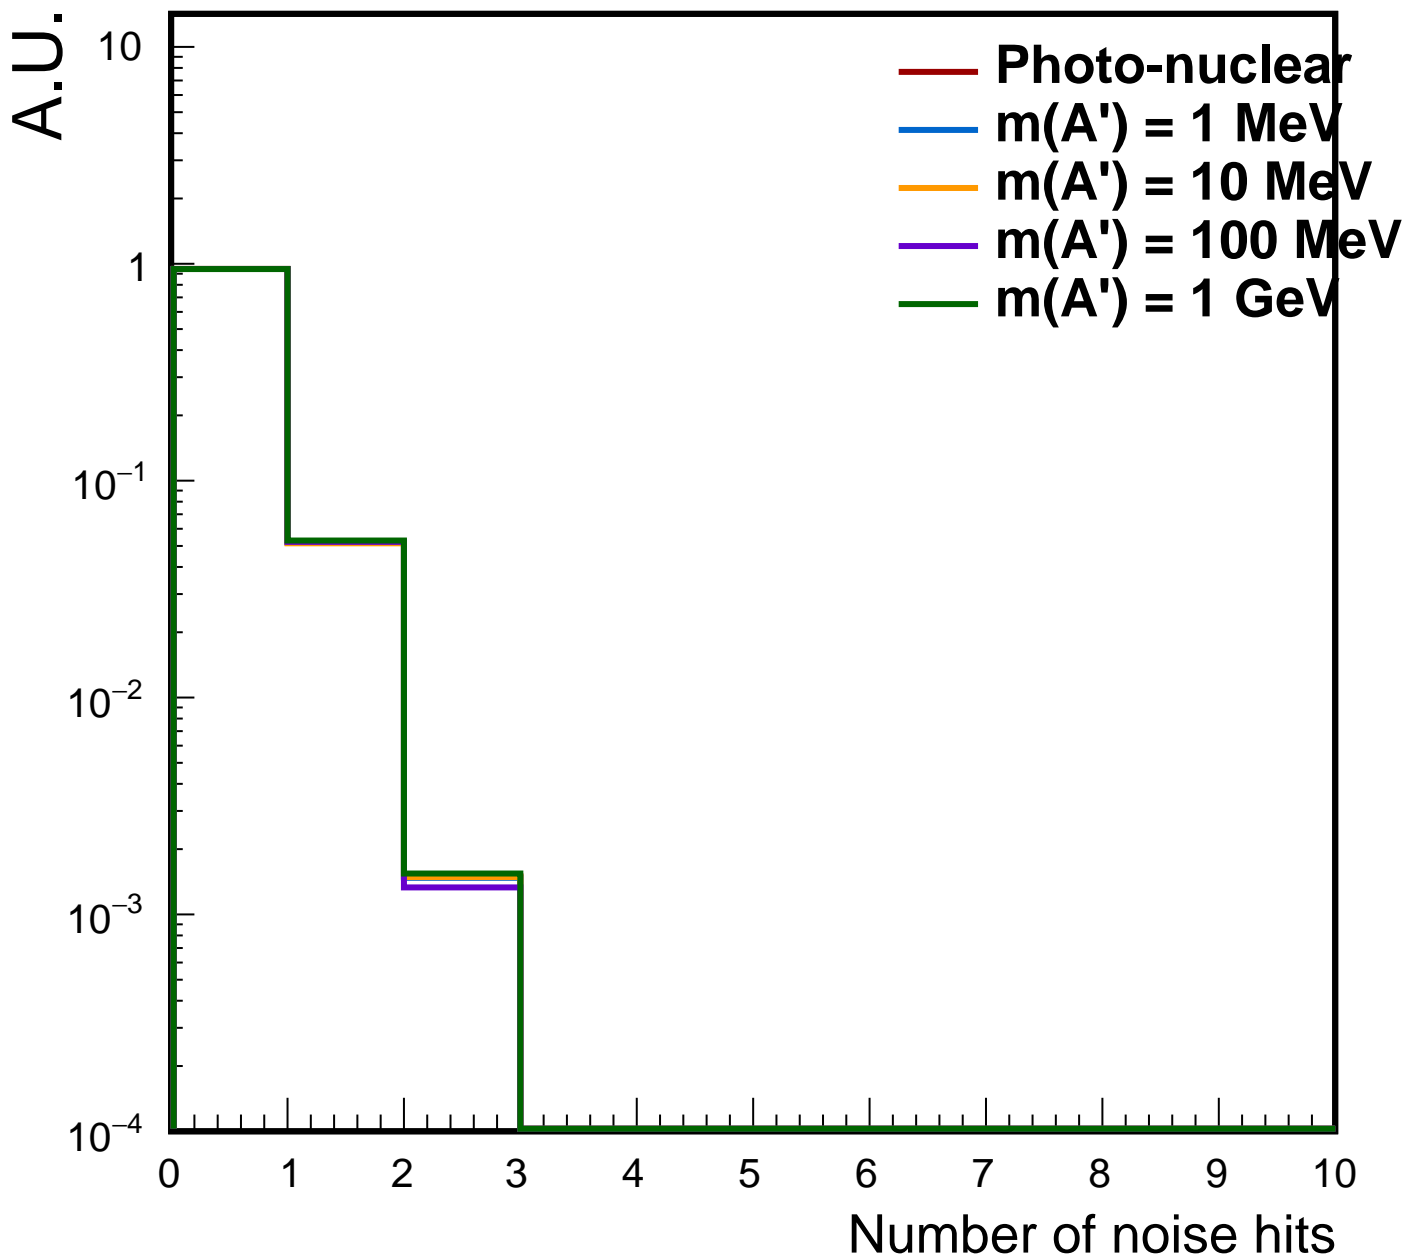 A.U.
10
1
10⁻¹
10⁻²
10⁻³
10⁻⁴
Photo-nuclear
m(A') = 1 MeV
m(A') = 10 MeV
m(A') = 100 MeV
m(A') = 1 GeV
0 1 2 3 4 5 6 7 8 9 10
Number of noise hits